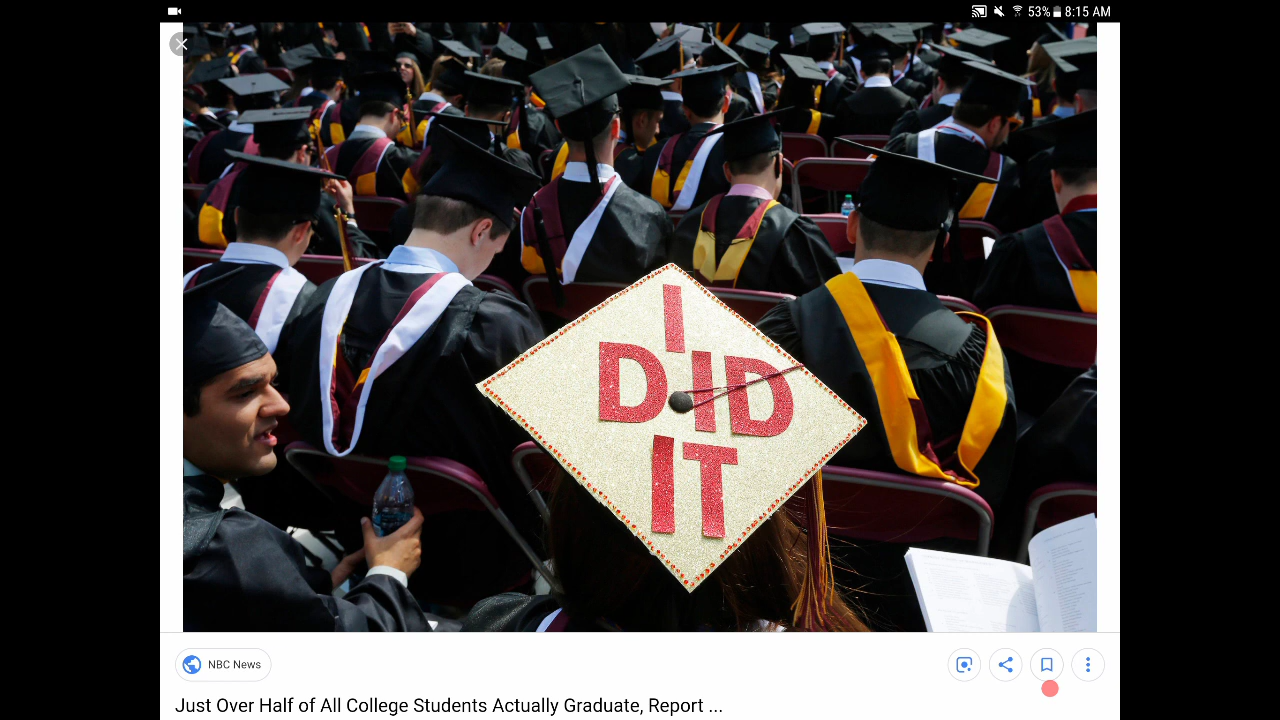 53% 8:15 AM
I
DID
IT
NBC News
Just Over Half of All College Students Actually Graduate, Report ...